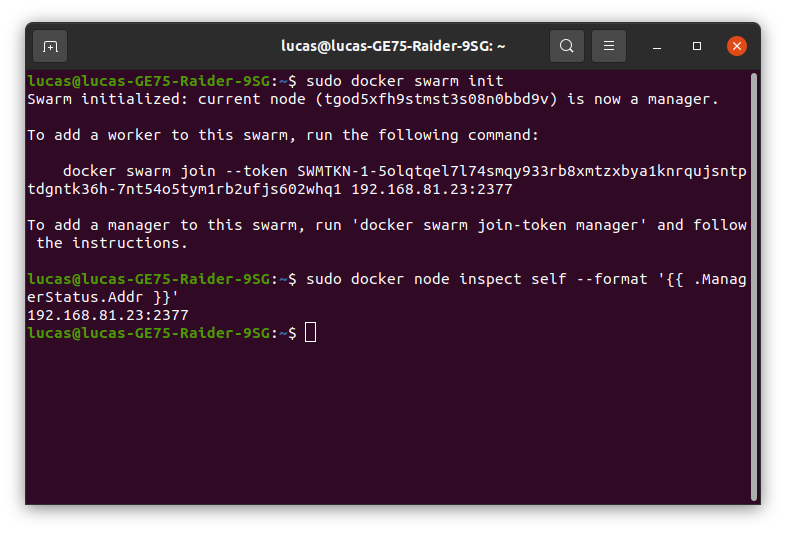 lucas@lucas-GE75-Raider-9SG: ~
lucas@lucas-GE75-Raider-9SG:~$ sudo docker swarm init
Swarm initialized: current node (tgod5xfh9stmst3s08n0bbd9v) is now a manager.
To add a worker to this swarm, run the following command:
    docker swarm join --token SWMTKN-1-5olqtqel7l74smqy933rb8xmtzxbya1knrqujsntp
tdgntk36h-7nt54o5tym1rb2ufjs602whq1 192.168.81.23:2377
To add a manager to this swarm, run 'docker swarm join-token manager' and follow
 the instructions.
lucas@lucas-GE75-Raider-9SG:~$ sudo docker node inspect self --format '{{ .Manag
erStatus.Addr }}'
192.168.81.23:2377
lucas@lucas-GE75-Raider-9SG:~$